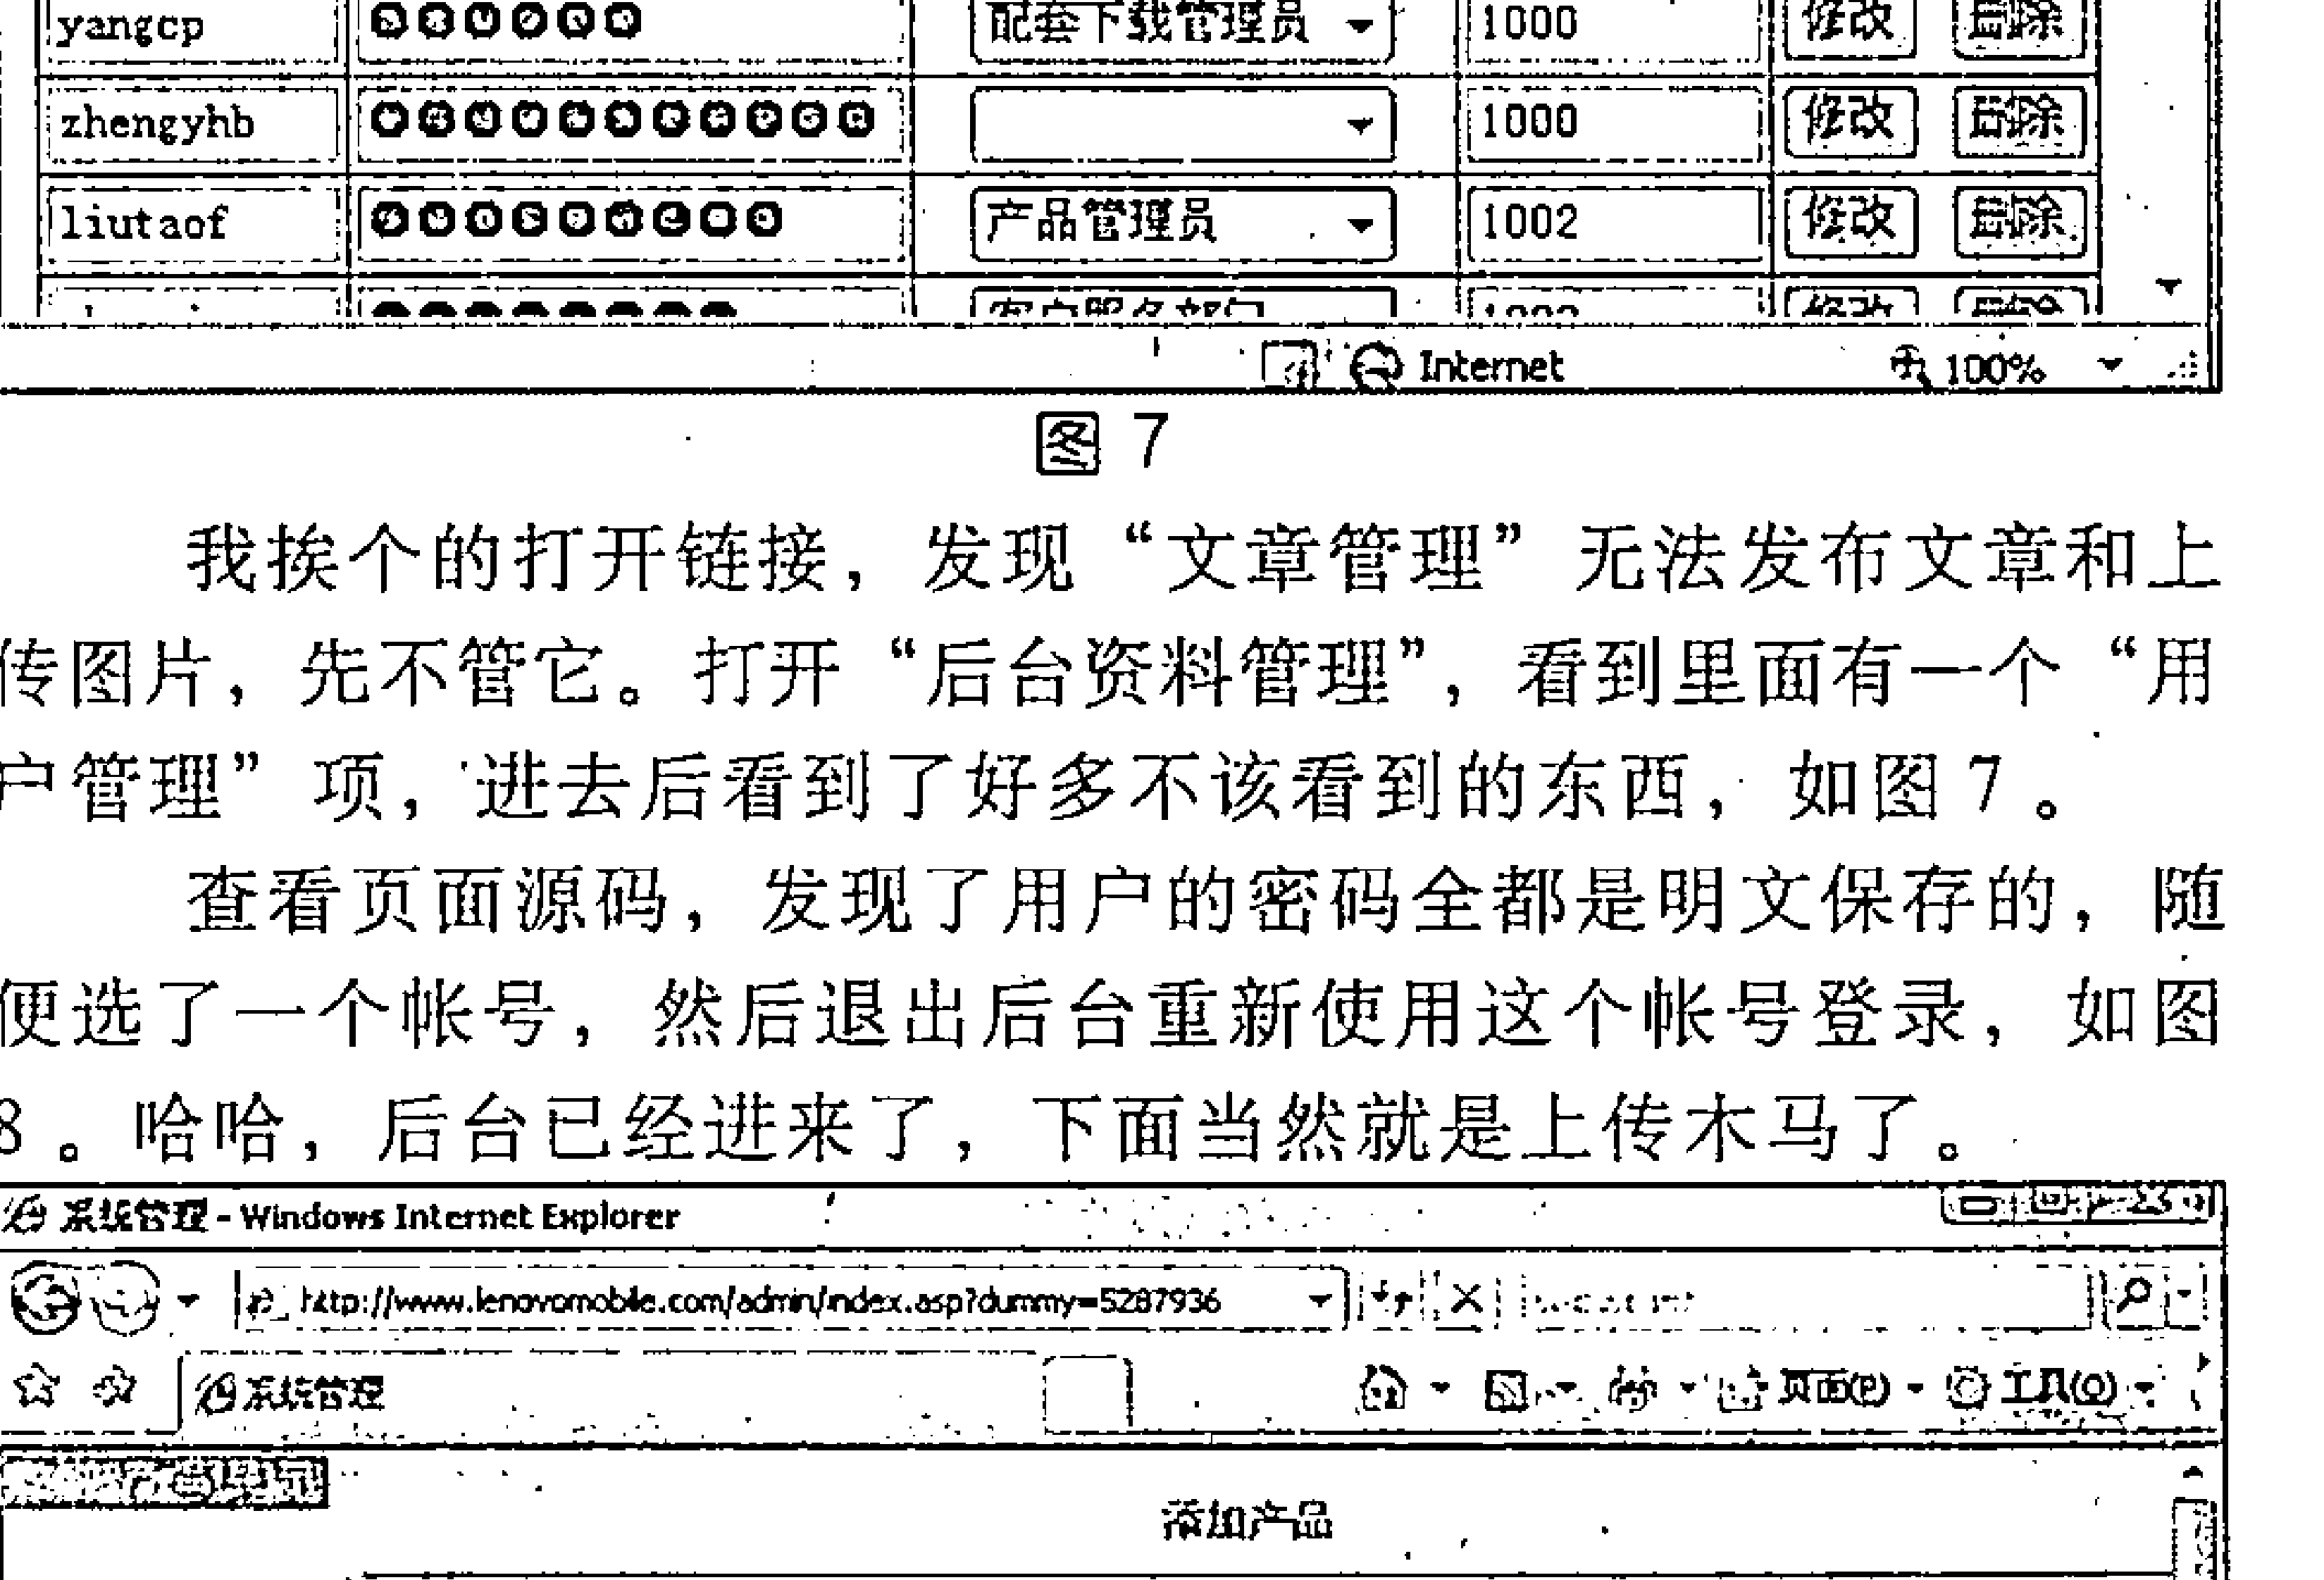 yangcp 配套下载管理员 1000 修改 删除
zhengyhb 1000 修改 删除
liutaof 产品管理员 1002 修改 删除
Internet 100%
图 7
我挨个的打开链接，发现“文章管理”无法发布文章和上
传图片，先不管它。打开“后台资料管理”，看到里面有一个“用
户管理”项，进去后看到了好多不该看到的东西，如图 7。
查看页面源码，发现了用户的密码全都是明文保存的，随
便选了一个帐号，然后退出后台重新使用这个帐号登录，如图
8。哈哈，后台已经进来了，下面当然就是上传木马了。
系统管理 - Windows Internet Explorer
http://www.lenovomobile.com/admin/index.asp?dummy=5287936
系统管理 页面(P) 工具(O)
添加产品